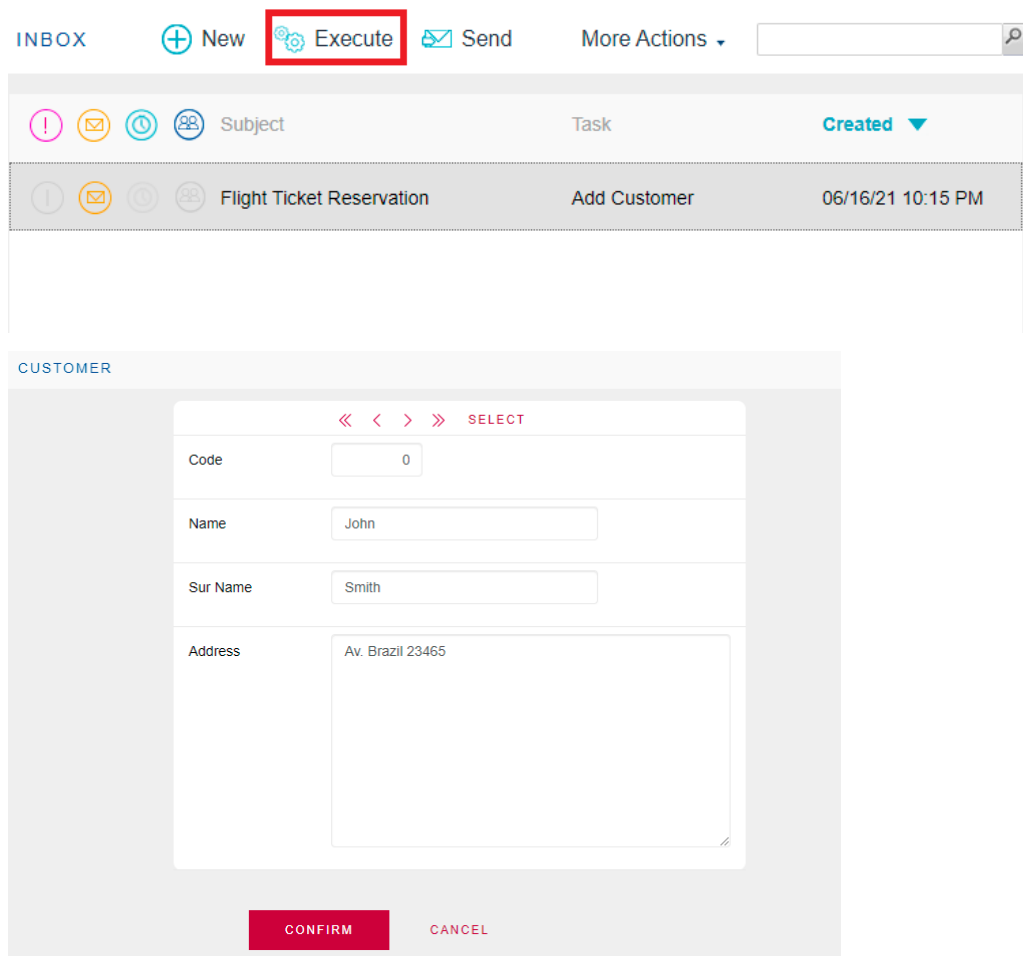 INBOX New Execute Send More Actions
Subject Task Created
Flight Ticket Reservation Add Customer 06/16/21 10:15 PM
CUSTOMER
SELECT
Code 0
Name John
Sur Name Smith
Address Av. Brazil 23465
CONFIRM CANCEL